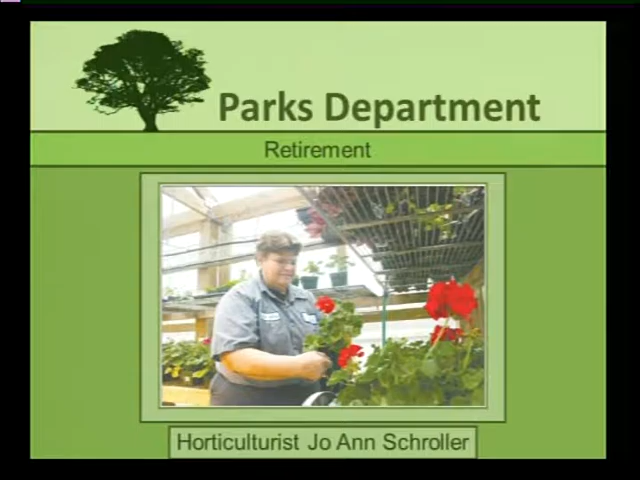 Parks Department
Retirement
Horticulturist Jo Ann Schroller